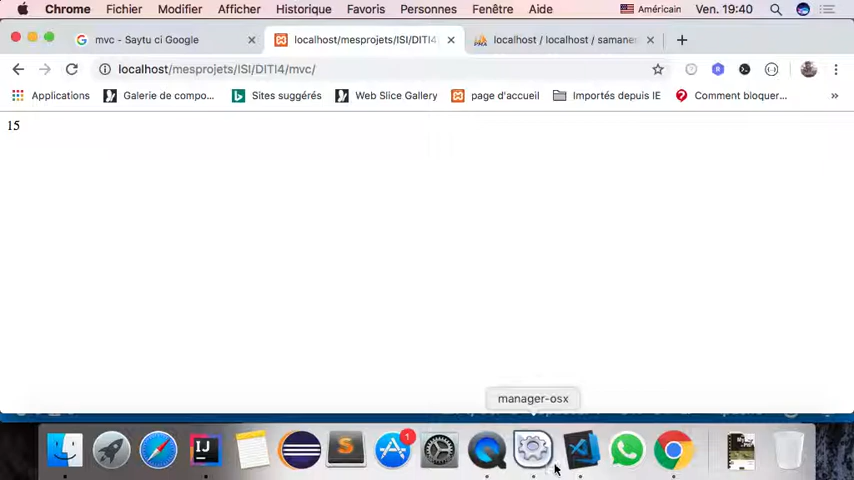 Chrome Fichier Modifier Afficher Historique Favoris Personnes Fenêtre Aide Américain Ven. 19:40
mvc - Saytu ci Google localhost/mesprojets/ISI/DITI4 localhost / localhost / samanes
localhost/mesprojets/ISI/DITI4/mvc/
Applications Galerie de compo... Sites suggérés Web Slice Gallery page d'accueil Importés depuis IE Comment bloquer... »
15
manager-osx
1